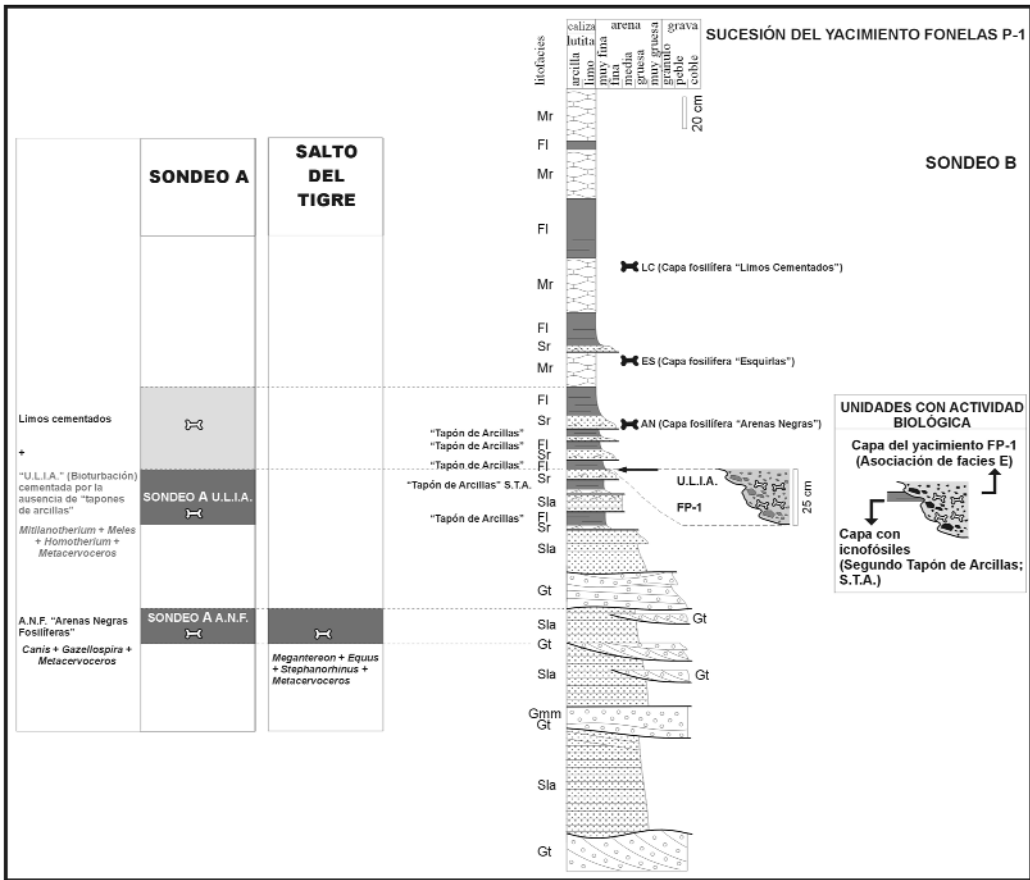 SUCESIÓN DEL YACIMIENTO FONELAS P-1
SONDEO B
litofacies
caliza
lutita
arena
grava
arcilla
limo
muy fina
fina
media
gruesa
muy gruesa
gránulo
peble
coble
20 cm
SONDEO A
SALTO
DEL
TIGRE
Mr
Fl
Mr
Fl
LC (Capa fosilífera "Limos Cementados")
Mr
Fl
Sr
ES (Capa fosilífera "Esquirlas")
Mr
Fl
Sr
AN (Capa fosilífera "Arenas Negras")
"Tapón de Arcillas"
"Tapón de Arcillas"
Fl
Sr
"Tapón de Arcillas"
Fl
Sr
"Tapón de Arcillas" S.T.A.
Sla
"Tapón de Arcillas"
Fl
Sr
Sla
Gt
Sla
Gt
Gt
Sla
Gt
Gmm
Gt
Sla
Gt
Limos cementados
+
"U.L.I.A." (Bioturbación)
cementada por la
ausencia de "tapones
de arcillas"
Mitilanotherium + Meles
+ Homotherium +
Metacervoceros
SONDEO A U.L.I.A.
A.N.F. "Arenas Negras
Fosilíferas"
Canis + Gazellospira +
Metacervoceros
SONDEO A A.N.F.
Megantereon + Equus
+ Stephanorhinus +
Metacervoceros
U.L.I.A.
FP-1
25 cm
UNIDADES CON ACTIVIDAD
BIOLÓGICA
Capa del yacimiento FP-1
(Asociación de facies E)
Capa con
icnofósiles
(Segundo Tapón de Arcillas;
S.T.A.)